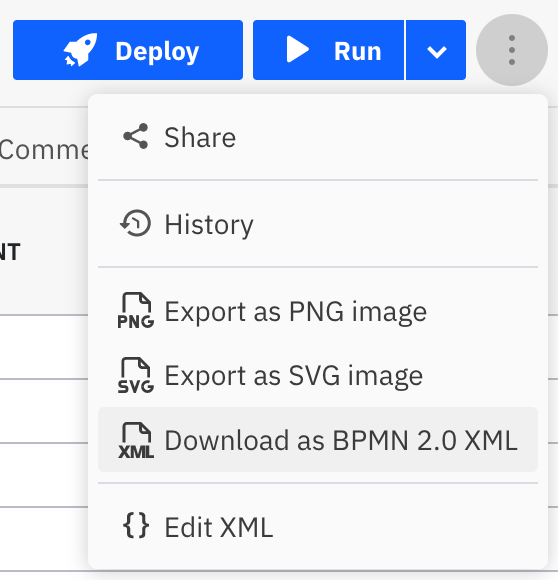 Deploy
Run
Comme
Share
History
NT
PNG Export as PNG image
SVG Export as SVG image
XML Download as BPMN 2.0 XML
{} Edit XML